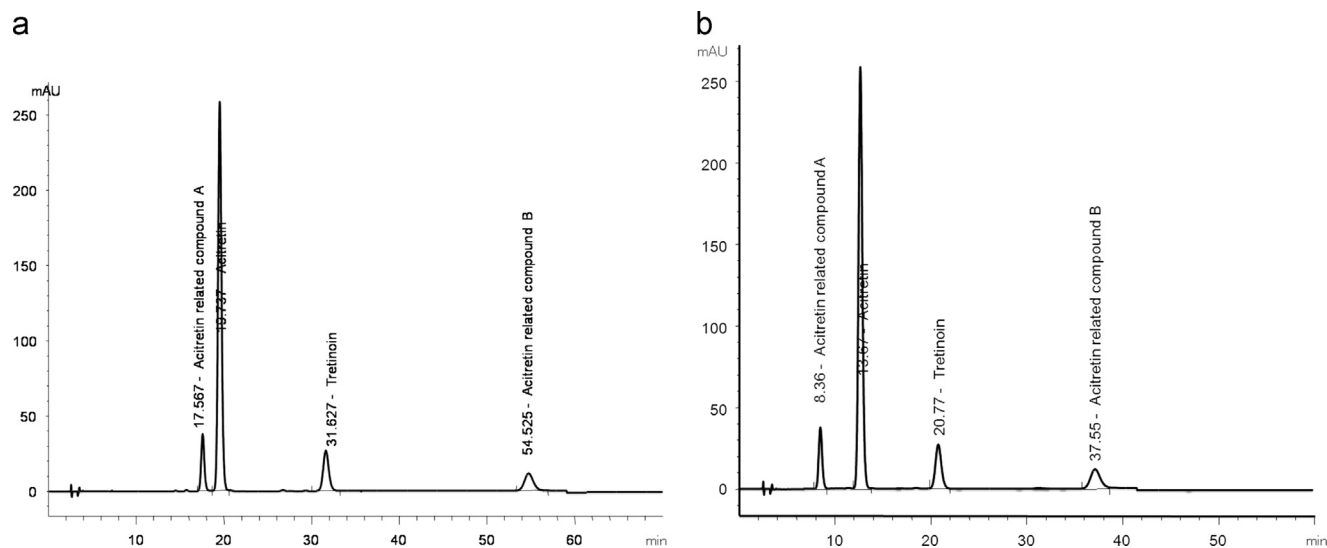 a
mAU
250
200
150
100
50
0
17.567 - Acitretin related compound A
Acitretin
31.627 - Tretinoin
54.525 - Acitretin related compound B
10
20
30
40
50
60
min
b
mAU
250
200
150
100
50
0
8.36 - Acitretin related compound A
13.67 - Acitretin
20.77 - Tretinoin
37.55 - Acitretin related compound B
10
20
30
40
50
min